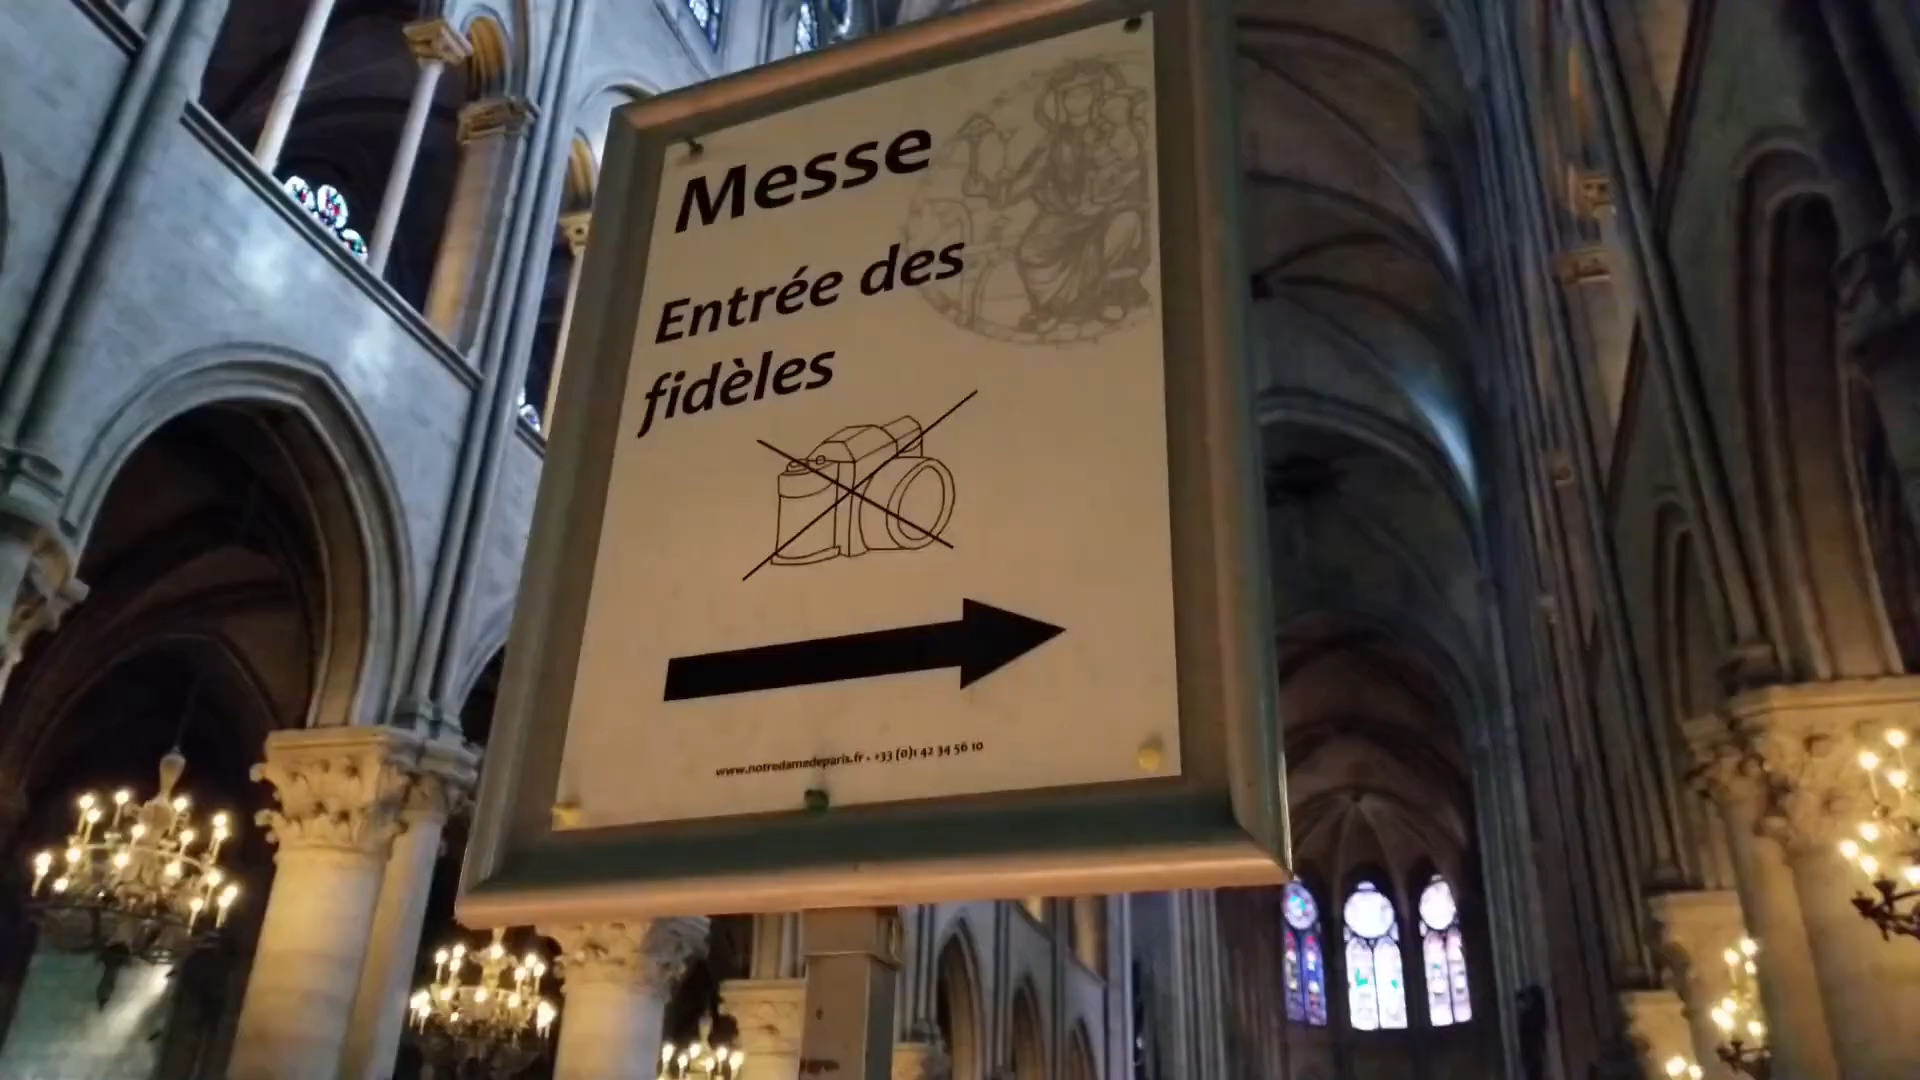 Messe
Entrée des
fidèles
www.notredamedeparis.fr - +33 (0)1 42 34 56 10